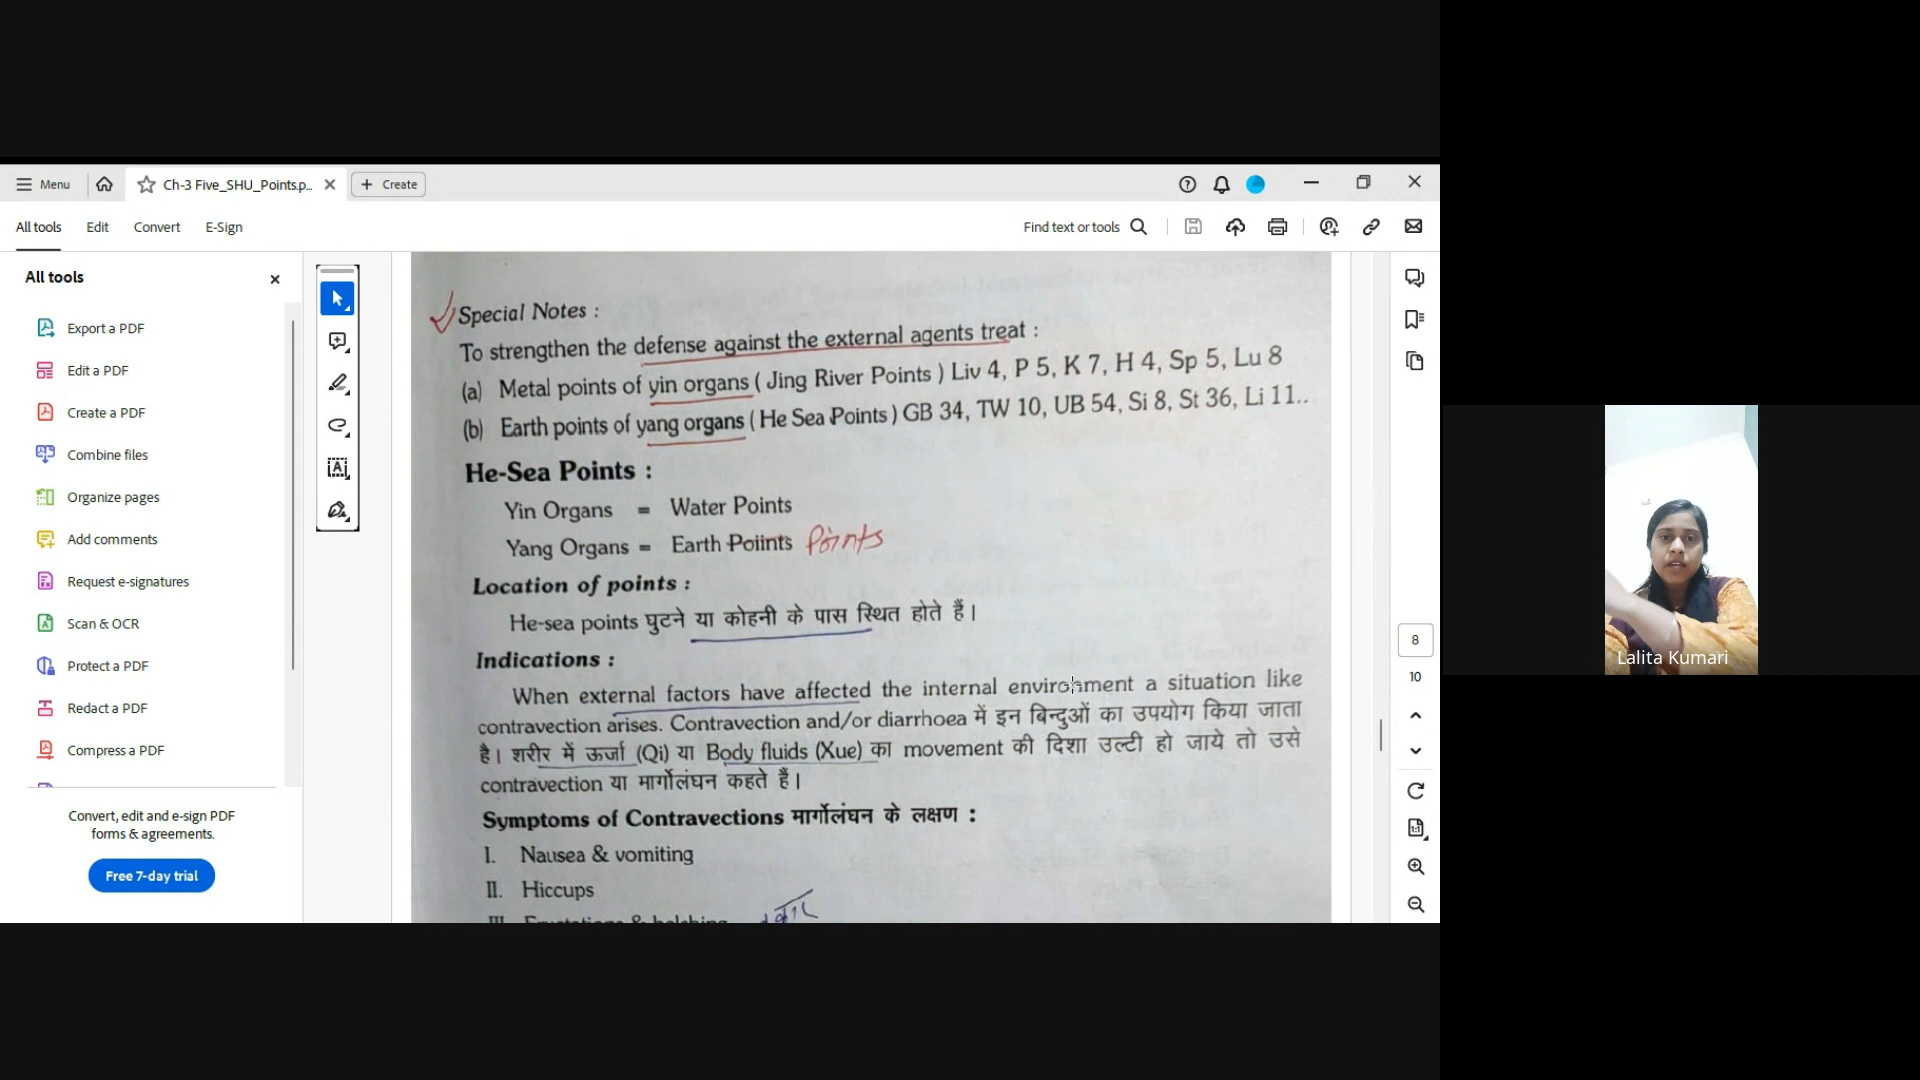 Menu
Ch-3 Five_SHU_Points.p...
Create
All tools
Edit
Convert
E-Sign
Find text or tools
All tools
Export a PDF
Edit a PDF
Create a PDF
Combine files
Organize pages
Add comments
Request e-signatures
Scan & OCR
Protect a PDF
Redact a PDF
Compress a PDF
Convert, edit and e-sign PDF
forms & agreements.
Free 7-day trial
Special Notes :
To strengthen the defense against the external agents treat :
(a) Metal points of yin organs ( Jing River Points ) Liv 4, P 5, K 7, H 4, Sp 5, Lu 8
(b) Earth points of yang organs ( He Sea Points ) GB 34, TW 10, UB 54, Si 8, St 36, Li 11..
He-Sea Points :
Yin Organs = Water Points
Yang Organs = Earth Poiints Points
Location of points :
He-sea points घुटने या कोहनी के पास स्थित होते हैं।
Indications :
When external factors have affected the internal environment a situation like
contravection arises. Contravection and/or diarrhoea में इन बिन्दुओं का उपयोग किया जाता
है। शरीर में ऊर्जा (Qi) या Body fluids (Xue) का movement की दिशा उल्टी हो जाये तो उसे
contravection या मार्गोलंघन कहते हैं।
Symptoms of Contravections मार्गोलंघन के लक्षण :
I. Nausea & vomiting
II. Hiccups
8
10
Lalita Kumari